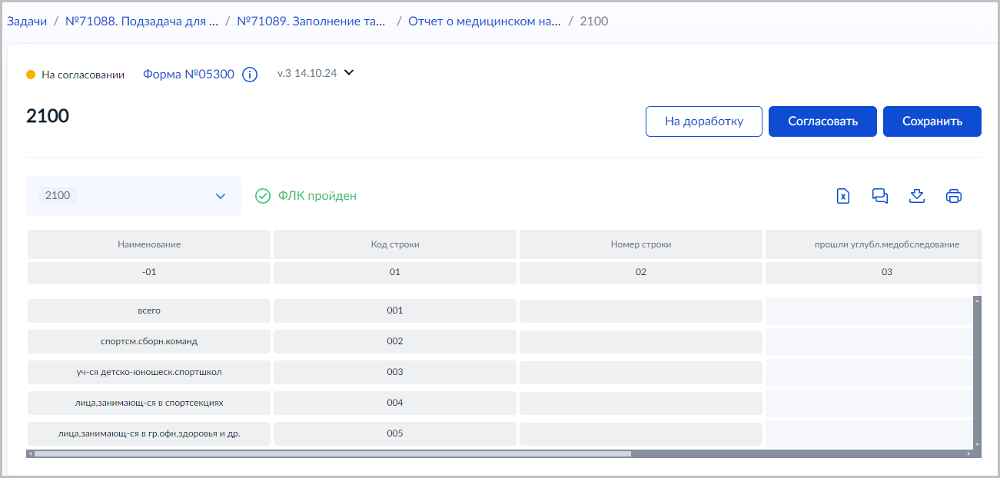 Задачи / №71088. Подзадача для ... / №71089. Заполнение та... / Отчет о медицинском на... / 2100
На согласовании Форма №05300 v.3 14.10.24
2100
На доработку Согласовать Сохранить
2100 ФЛК пройден
Наименование Код строки Номер строки прошли углубл.медобследование
-01 01 02 03
всего 001
спортсм.сборн.команд 002
уч-ся детско-юношеск.спортшкол 003
лица,занимающ-ся в спортсекциях 004
лица,занимающ-ся в гр.офн,здоровья и др. 005